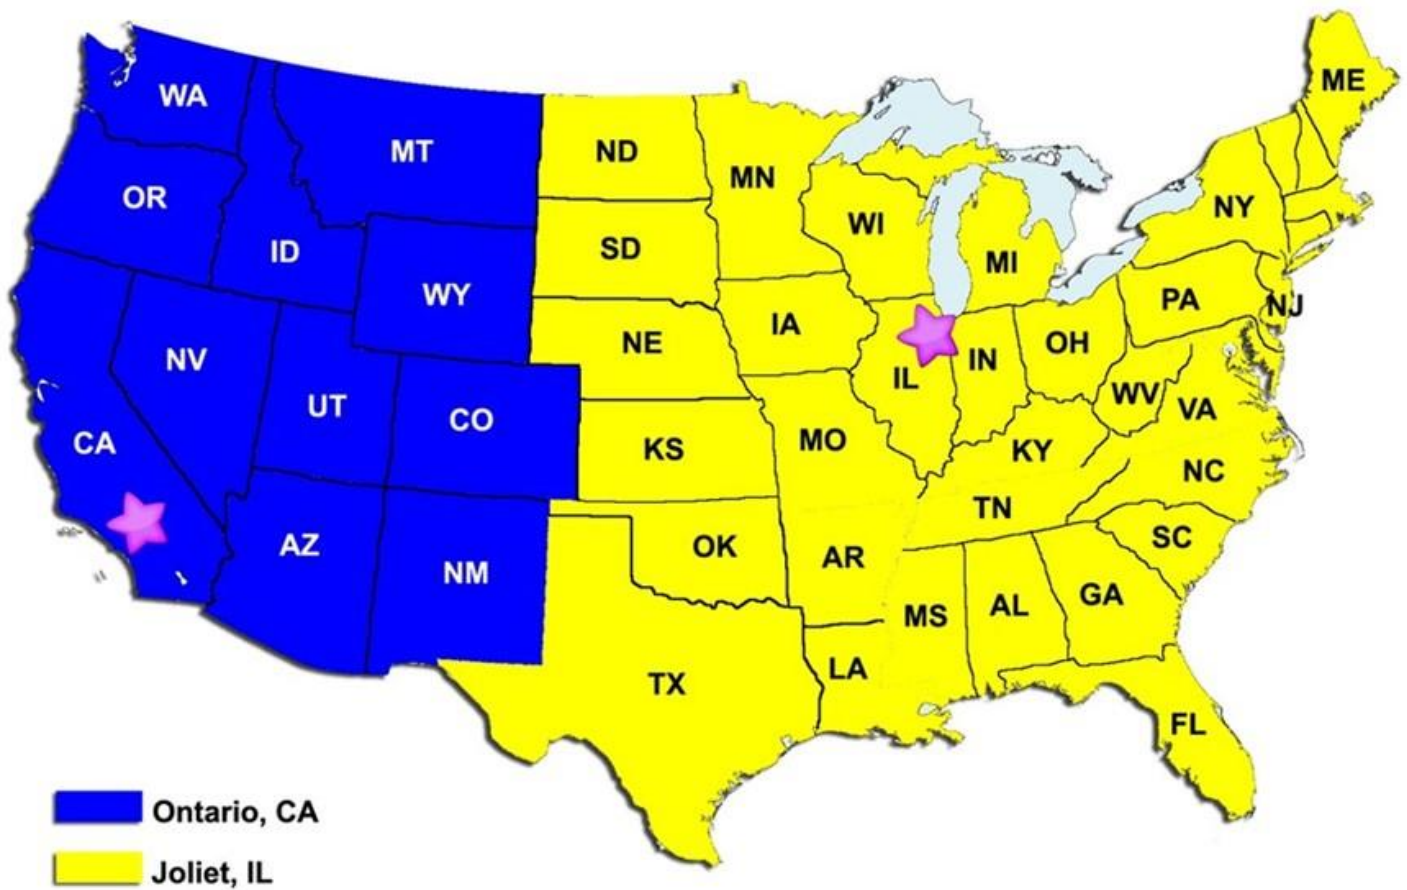 WA
MT
ND
MN
ME
OR
ID
SD
WI
MI
NY
WY
NE
IA
PA
NJ
NV
UT
CO
IL
IN
OH
WV
VA
CA
KS
MO
KY
NC
AZ
NM
OK
AR
TN
SC
MS
AL
GA
TX
LA
FL
Ontario, CA
Joliet, IL